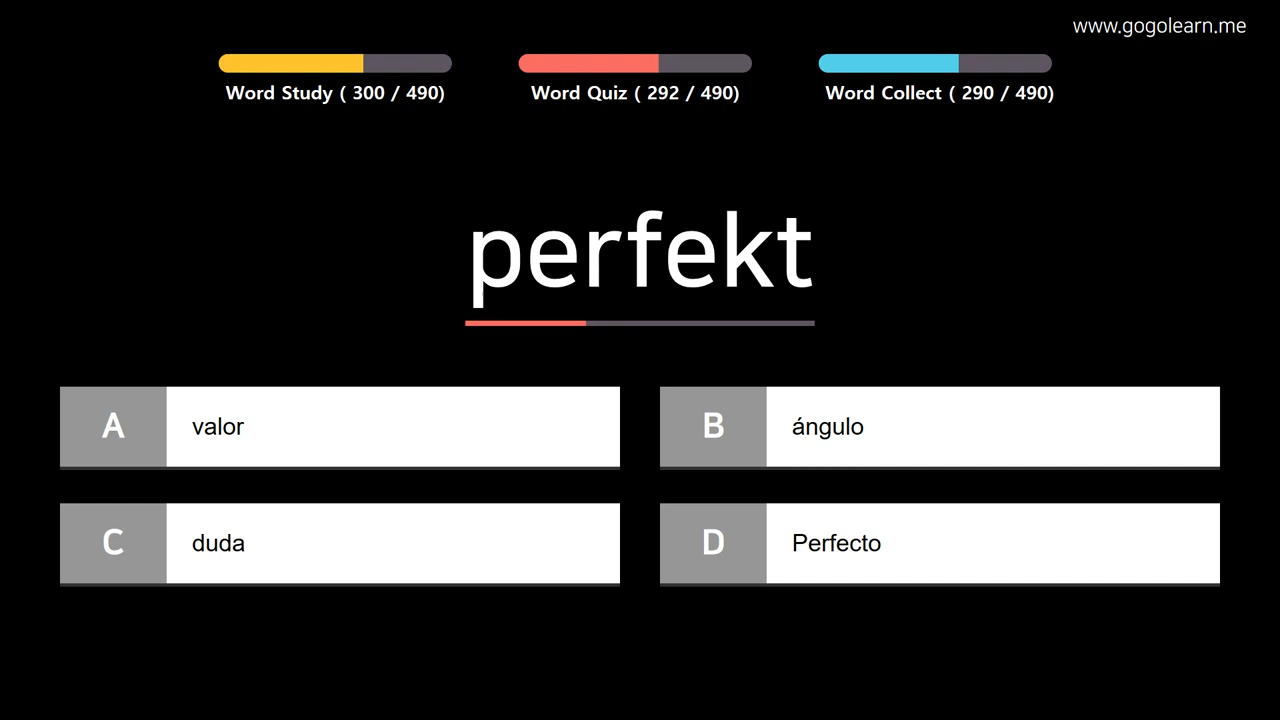 www.gogolearn.me
Word Study ( 300 / 490)
Word Quiz ( 292 / 490)
Word Collect ( 290 / 490)
perfekt
A
valor
B
ángulo
C
duda
D
Perfecto